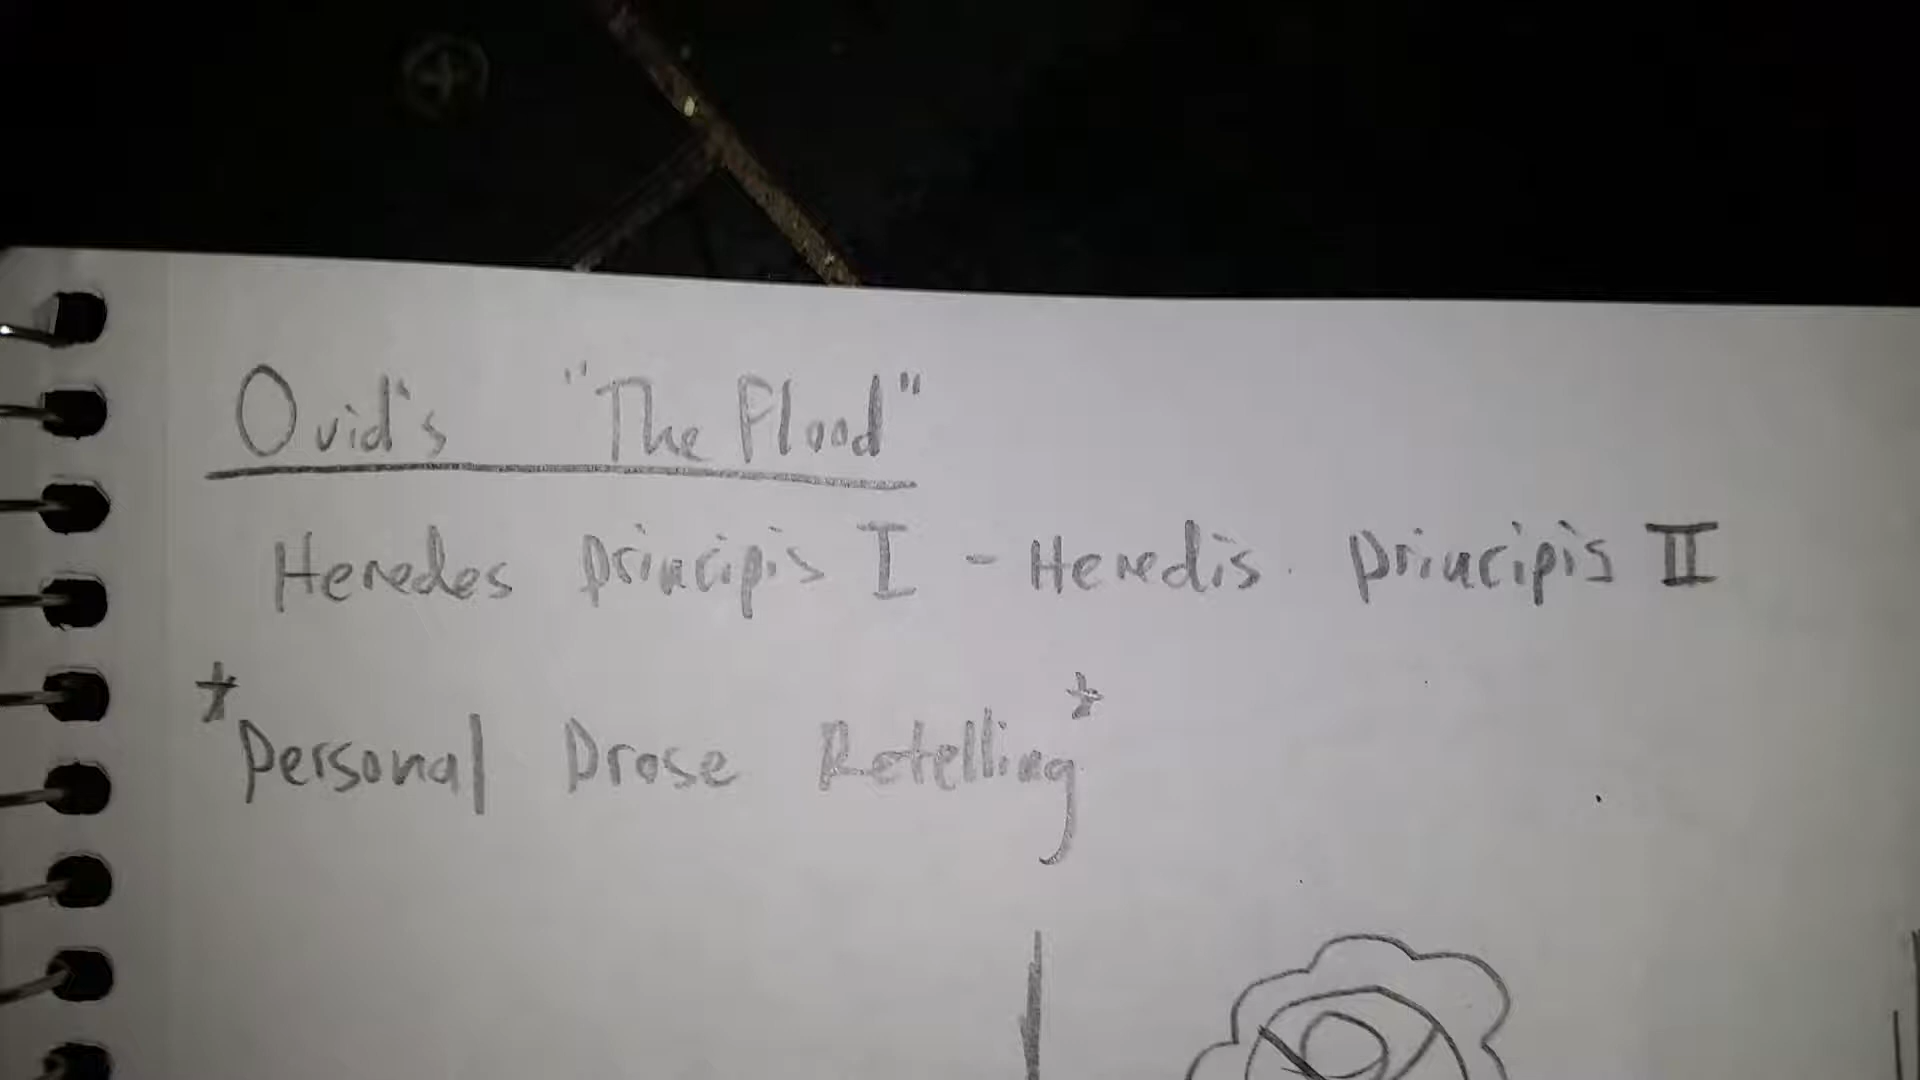 Ovid's "The Flood"
Heredes Principis I - Heredis Principis II
*Personal Prose Retelling*